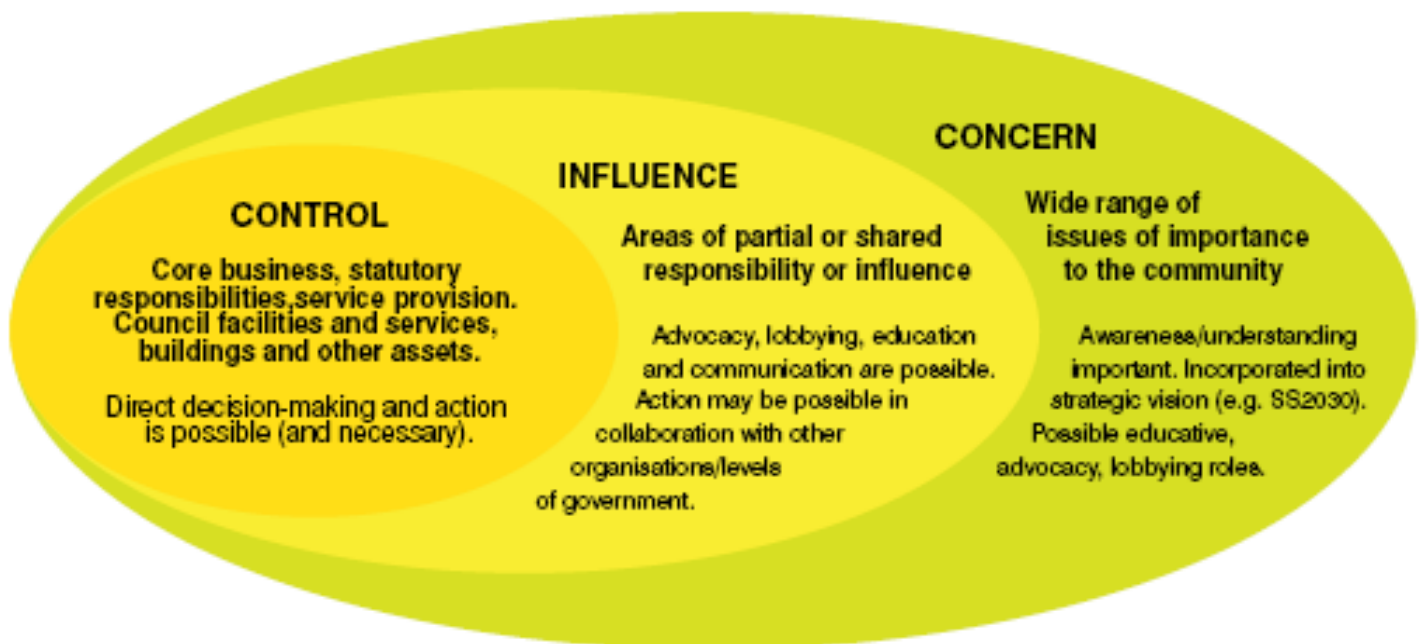 CONTROL
Core business, statutory
responsibilities,service provision.
Council facilities and services,
buildings and other assets.
Direct decision-making and action
is possible (and necessary).
INFLUENCE
Areas of partial or shared
responsibility or influence
Advocacy, lobbying, education
and communication are possible.
Action may be possible in
collaboration with other
organisations/levels
of government.
CONCERN
Wide range of
issues of importance
to the community
Awareness/understanding
important. Incorporated into
strategic vision (e.g. SS2030).
Possible educative,
advocacy, lobbying roles.